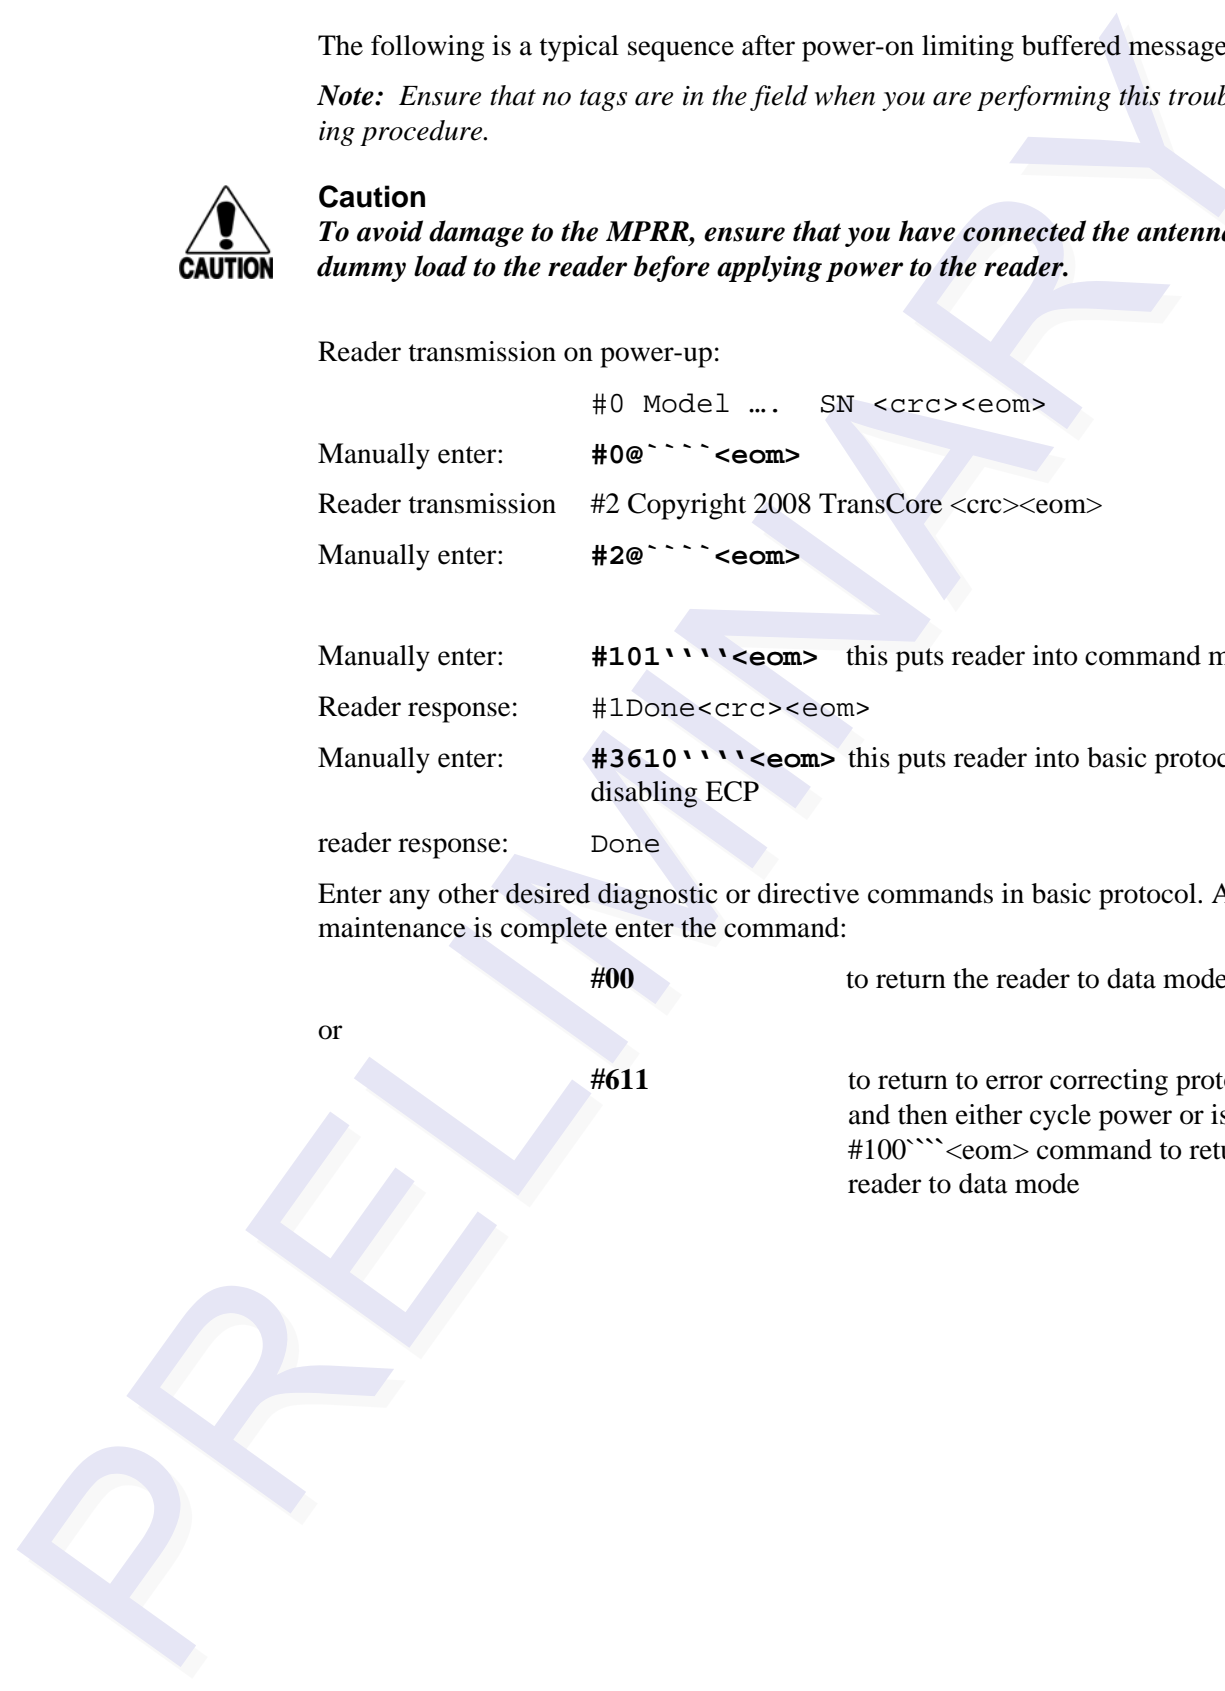 The following is a typical sequence after power-on limiting buffered message
Note: Ensure that no tags are in the field when you are performing this troub
ing procedure.
Caution
To avoid damage to the MPRR, ensure that you have connected the antenna
CAUTION
dummy load to the reader before applying power to the reader.
Reader transmission on power-up:
#0 Model …. SN <crc><eom>
Manually enter: #0@````<eom>
Reader transmission #2 Copyright 2008 TransCore <crc><eom>
Manually enter: #2@````<eom>
Manually enter: #101‵‵‵‵<eom> this puts reader into command m
Reader response: #1Done<crc><eom>
Manually enter: #3610‵‵‵‵<eom> this puts reader into basic protoc
disabling ECP
reader response: Done
Enter any other desired diagnostic or directive commands in basic protocol. A
maintenance is complete enter the command:
#00 to return the reader to data mode
or
#611 to return to error correcting prot
and then either cycle power or is
#100````<eom> command to retu
reader to data mode
PRELIMINARY